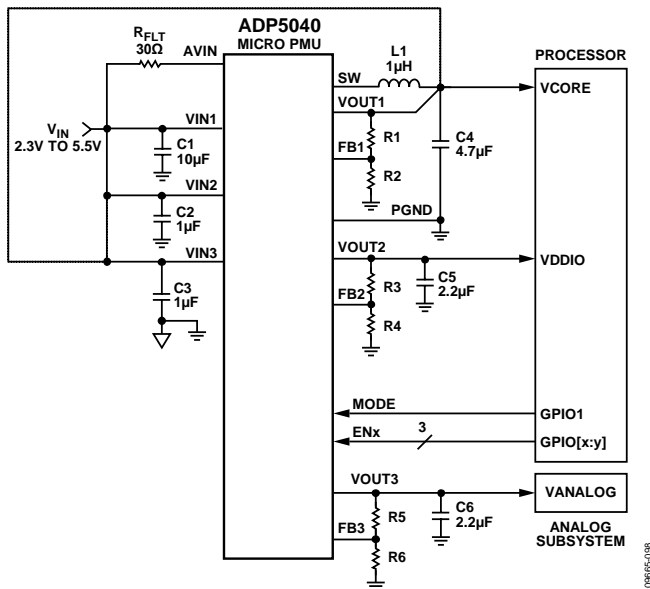 ADP5040
MICRO PMU
RFLT
30Ω
AVIN
VIN1
VIN
2.3V TO 5.5V
C1
10µF
VIN2
C2
1µF
VIN3
C3
1µF
SW
L1
1µH
VOUT1
R1
FB1
R2
C4
4.7µF
PGND
VOUT2
R3
C5
2.2µF
FB2
R4
MODE
ENx
3
VOUT3
R5
C6
2.2µF
FB3
R6
PROCESSOR
VCORE
VDDIO
GPIO1
GPIO[x:y]
VANALOG
ANALOG
SUBSYSTEM
09665-098